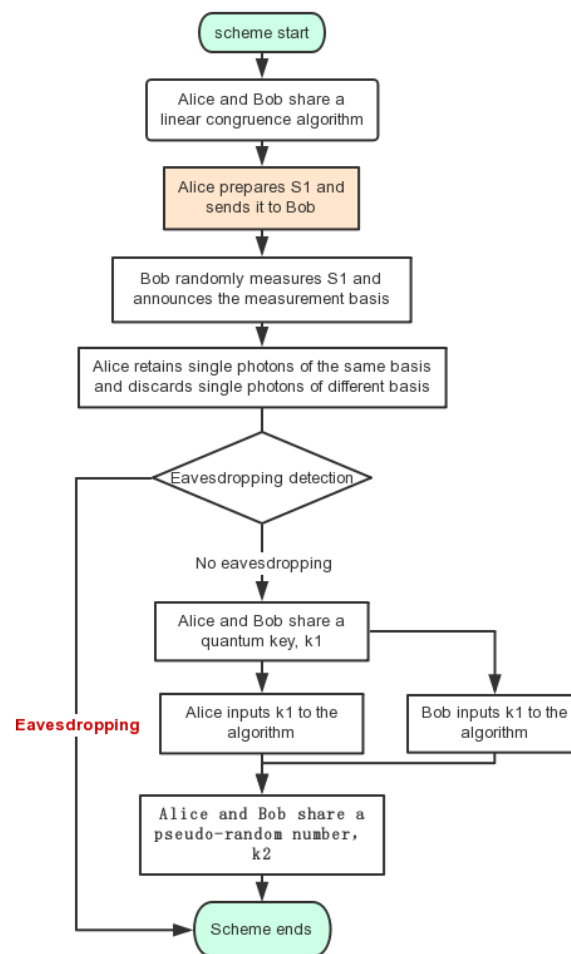 scheme start
Alice and Bob share a
linear congruence algorithm
Alice prepares S1 and
sends it to Bob
Bob randomly measures S1 and
announces the measurement basis
Alice retains single photons of the same basis
and discards single photons of different basis
Eavesdropping detection
No eavesdropping
Alice and Bob share a
quantum key, k1
Eavesdropping
Alice inputs k1 to the
algorithm
Bob inputs k1 to the
algorithm
Alice and Bob share a
pseudo-random number,
k2
Scheme ends